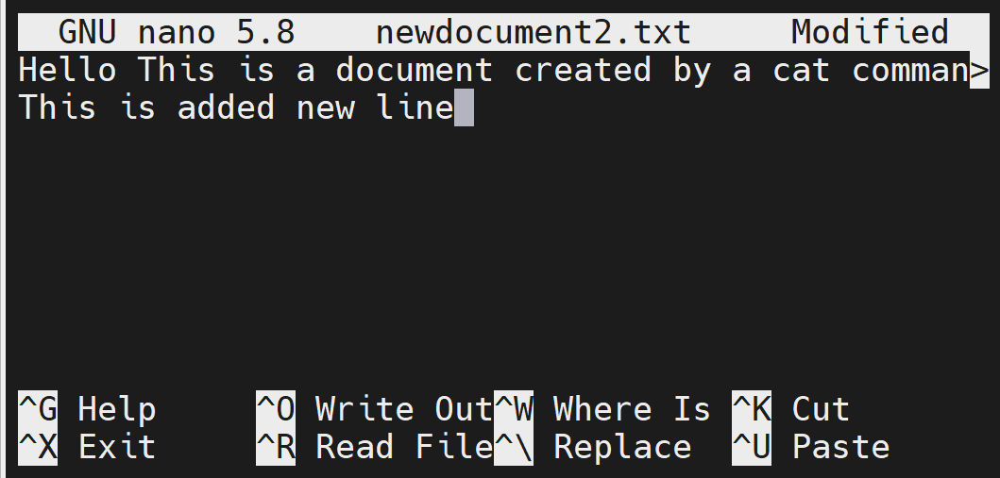 GNU nano 5.8 newdocument2.txt Modified
Hello This is a document created by a cat comman>
This is added new line
^G Help ^O Write Out ^W Where Is ^K Cut
^X Exit ^R Read File ^\ Replace ^U Paste